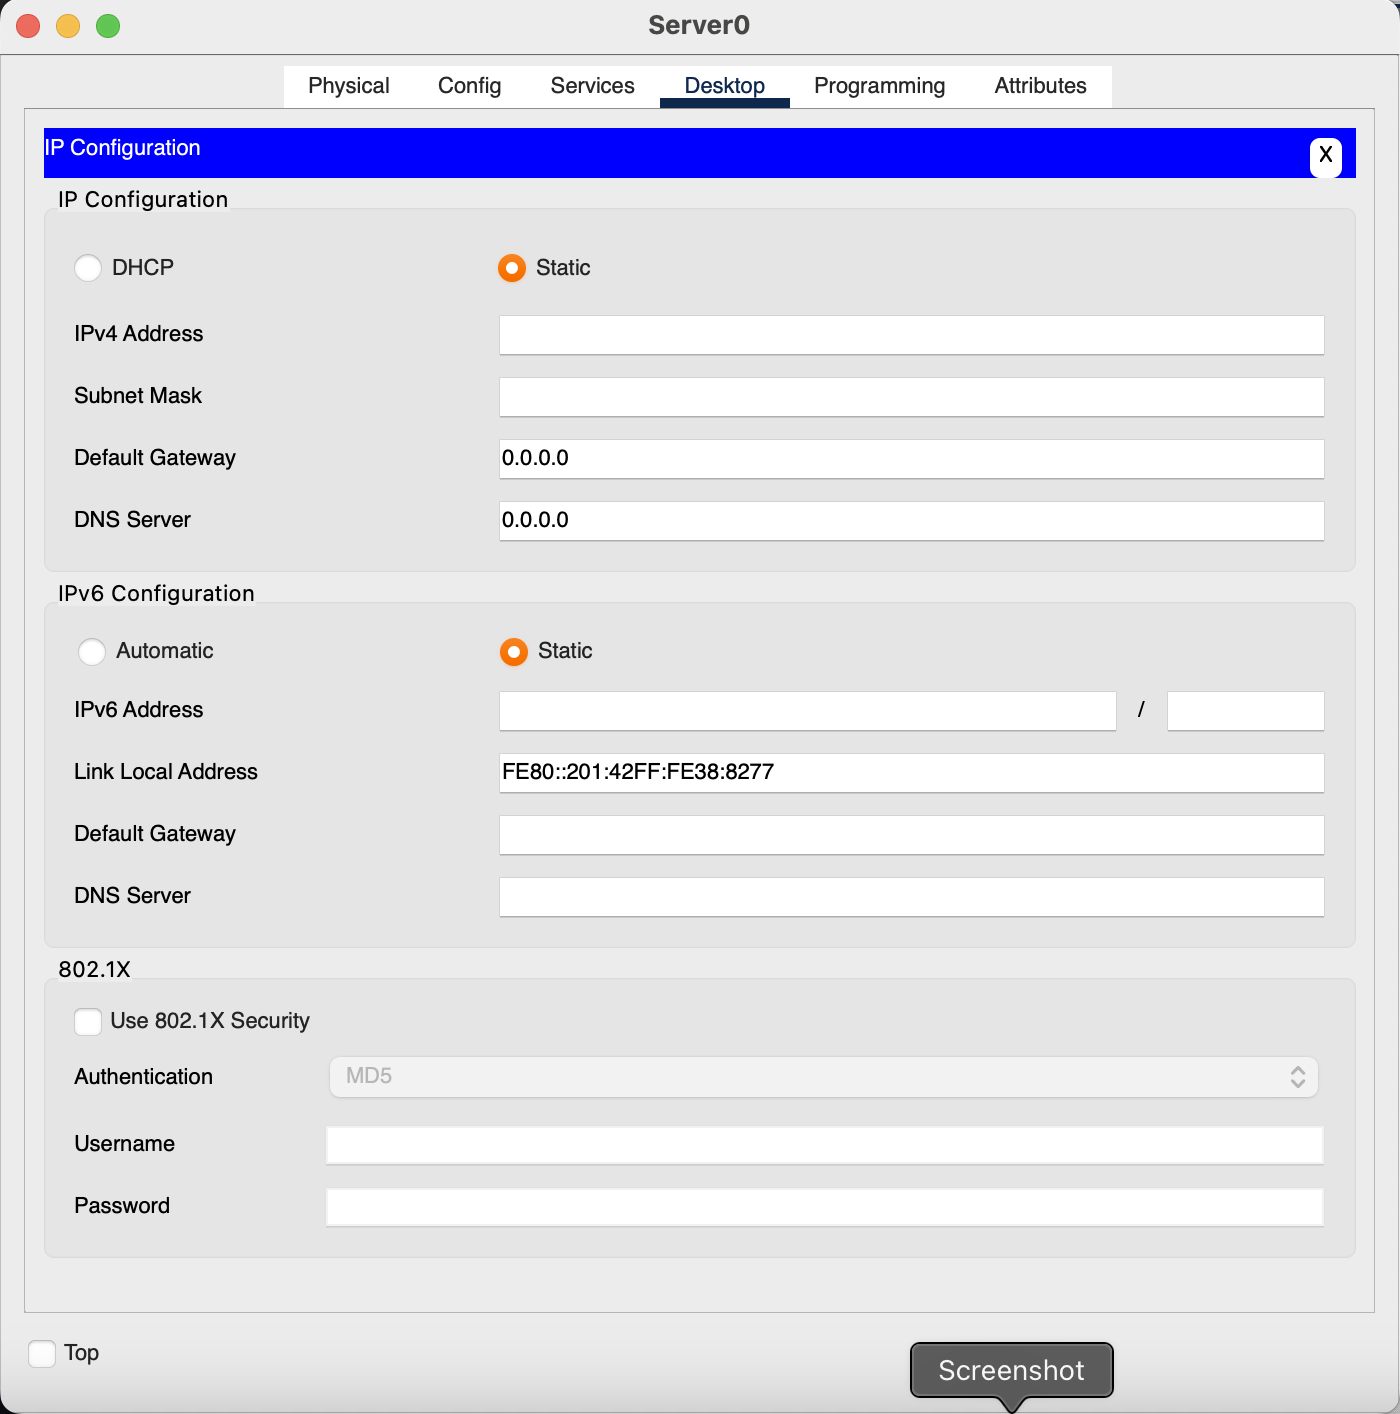 Server0
Physical Config Services Desktop Programming Attributes
IP Configuration
X
IP Configuration
DHCP Static
IPv4 Address
Subnet Mask
Default Gateway 0.0.0.0
DNS Server 0.0.0.0
IPv6 Configuration
Automatic Static
IPv6 Address /
Link Local Address FE80::201:42FF:FE38:8277
Default Gateway
DNS Server
802.1X
Use 802.1X Security
Authentication MD5
Username
Password
Top
Screenshot